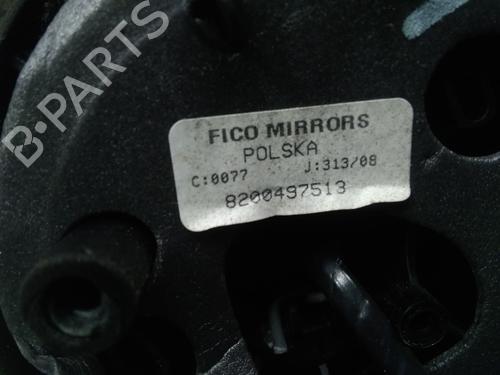 B-PARTS
FICO MIRRORS
POLSKA
C:0077 J:313/08
8200497513